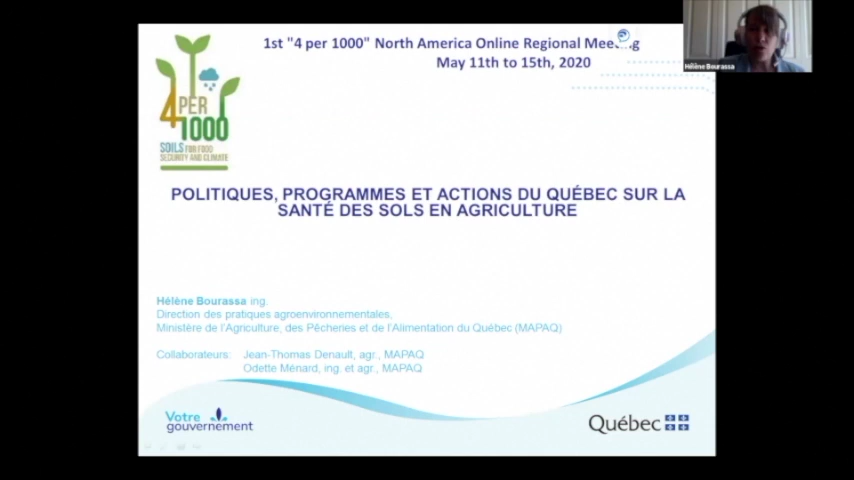 1st "4 per 1000" North America Online Regional Meeting
May 11th to 15th, 2020
Hélène Bourassa
4 PER
1000
SOILS FOR FOOD
SECURITY AND CLIMATE
POLITIQUES, PROGRAMMES ET ACTIONS DU QUÉBEC SUR LA
SANTÉ DES SOLS EN AGRICULTURE
Hélène Bourassa ing.
Direction des pratiques agroenvironnementales,
Ministère de l'Agriculture, des Pêcheries et de l'Alimentation du Québec (MAPAQ)
Collaborateurs: Jean-Thomas Denault, agr., MAPAQ
Odette Ménard, ing. et agr., MAPAQ
Votre
gouvernement
Québec